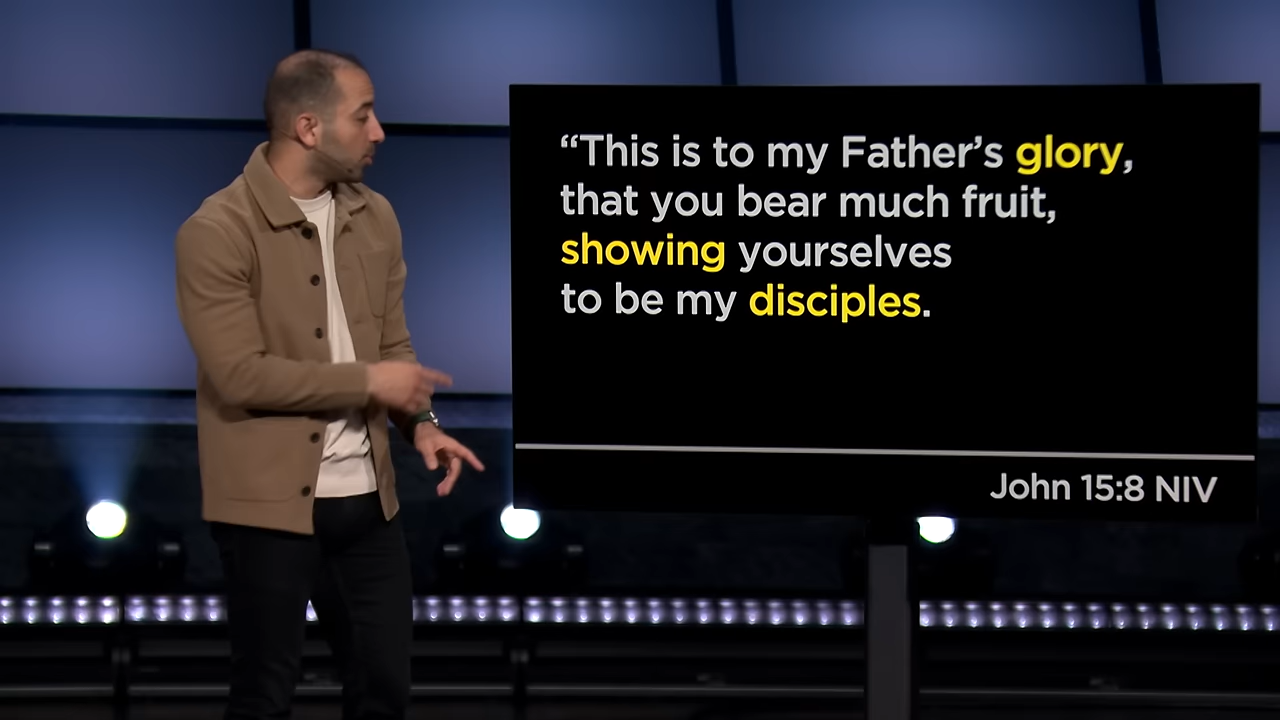 “This is to my Father’s glory,
that you bear much fruit,
showing yourselves
to be my disciples.
John 15:8 NIV